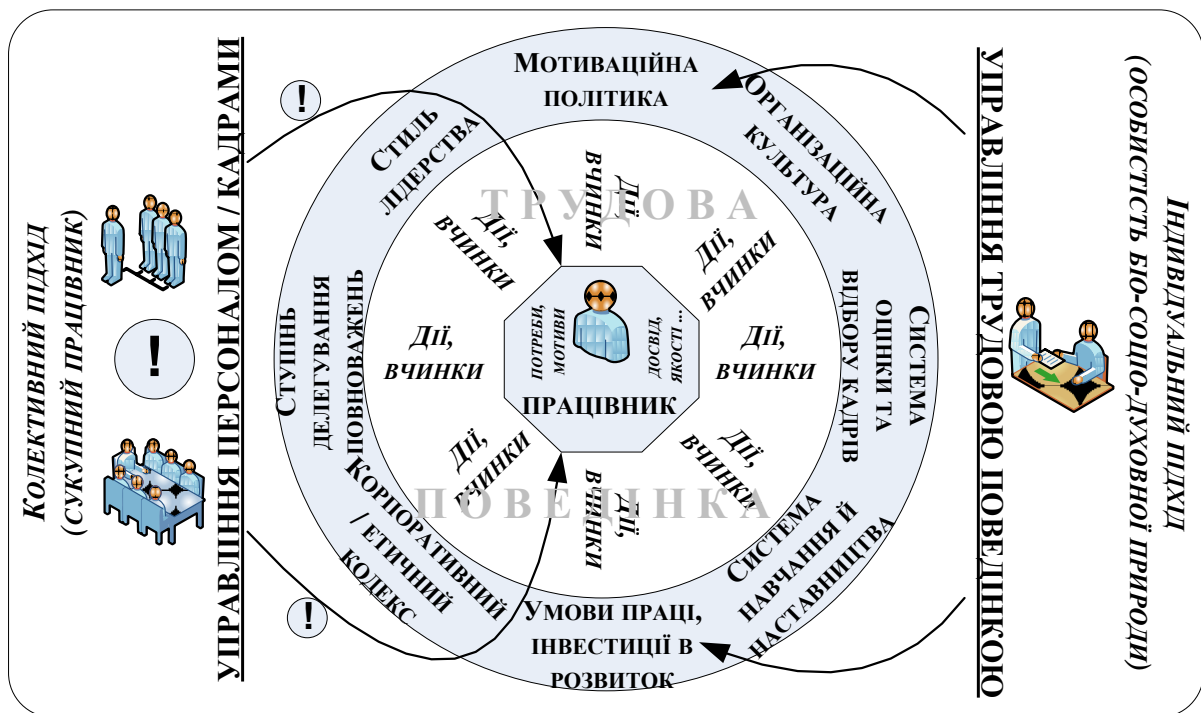 КОЛЕКТИВНИЙ ПІДХІД
(СУКУПНИЙ ПРАЦІВНИК)
!
УПРАВЛІННЯ ПЕРСОНАЛОМ / КАДРАМИ
!
!
МОТИВАЦІЙНА
ПОЛІТИКА
ОРГАНІЗАЦІЙНА
КУЛЬТУРА
СИСТЕМА
ОЦІНКИ ТА
ВІДБОРУ КАДРІВ
СИСТЕМА
НАВЧАННЯ Й
НАСТАВНИЦТВА
УМОВИ ПРАЦІ,
ІНВЕСТИЦІЇ В
РОЗВИТОК
КОРПОРАТИВНИЙ
/ ЕТИЧНИЙ
КОДЕКС
СТУПІНЬ
ДЕЛЕГУВАННЯ
ПОВНОВАЖЕНЬ
СТИЛЬ
ЛІДЕРСТВА
ТРУДОВА
ПОВЕДІНКА
ДІЇ,
ВЧИНКИ
ДІЇ,
ВЧИНКИ
ДІЇ,
ВЧИНКИ
ДІЇ,
ВЧИНКИ
ДІЇ,
ВЧИНКИ
ДІЇ,
ВЧИНКИ
ДІЇ,
ВЧИНКИ
ДІЇ,
ВЧИНКИ
ПОТРЕБИ,
МОТИВИ
ДОСВІД,
ЯКОСТІ ...
ПРАЦІВНИК
УПРАВЛІННЯ ТРУДОВОЮ ПОВЕДІНКОЮ
ІНДИВІДУАЛЬНИЙ ПІДХІД
(ОСОБИСТІСТЬ БІО-СОЦІО-ДУХОВНОЇ ПРИРОДИ)